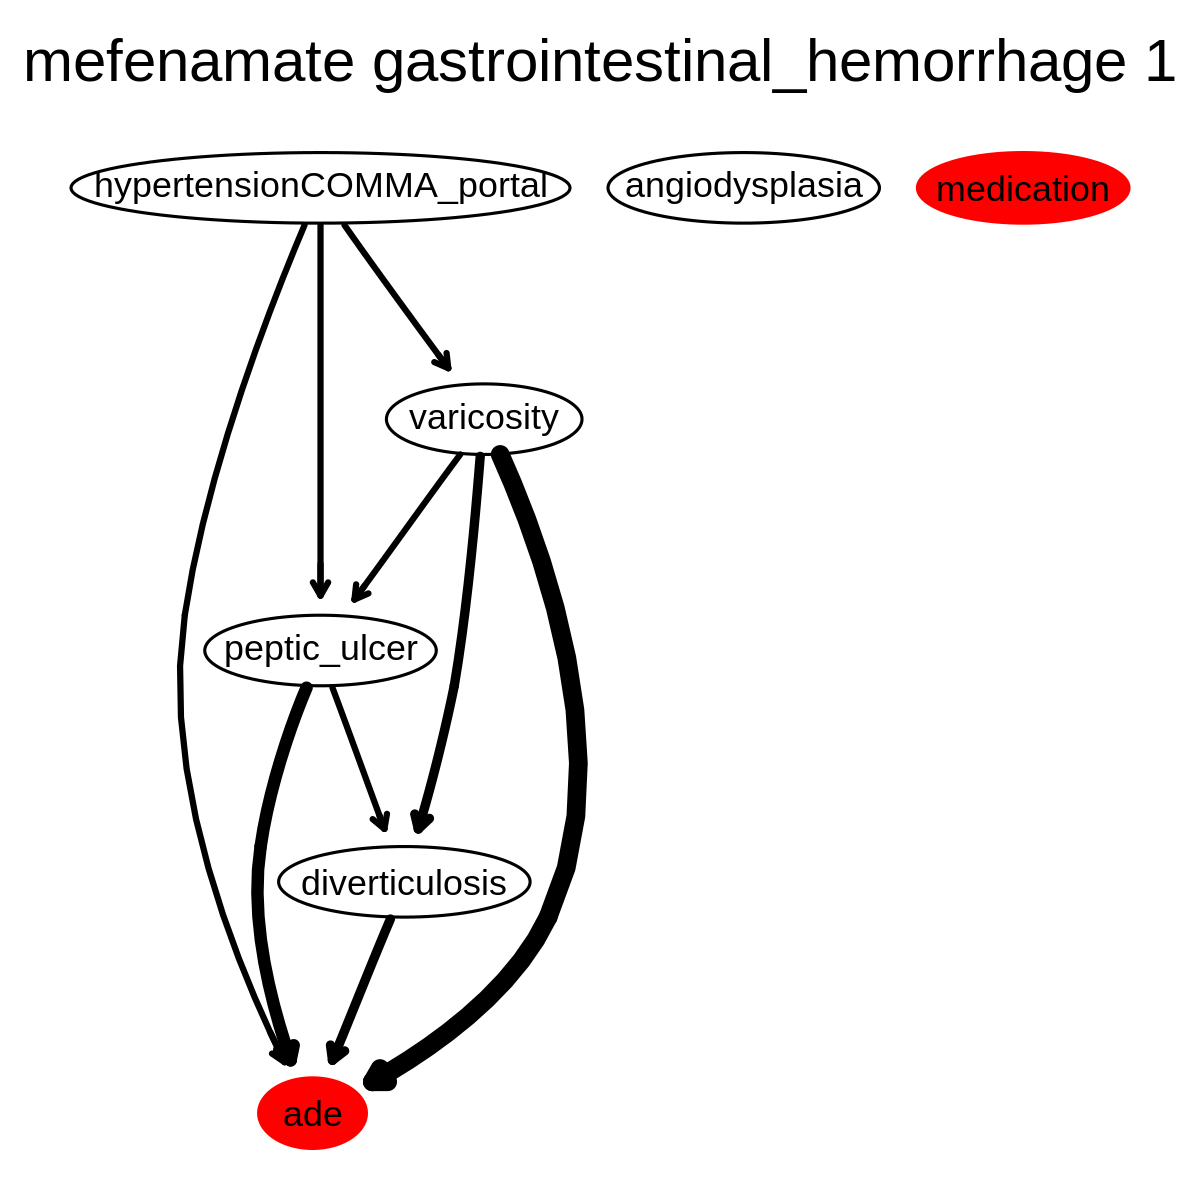 mefenamate gastrointestinal_hemorrhage 1
hypertensionCOMMA_portal
angiodysplasia
medication
varicosity
peptic_ulcer
diverticulosis
ade